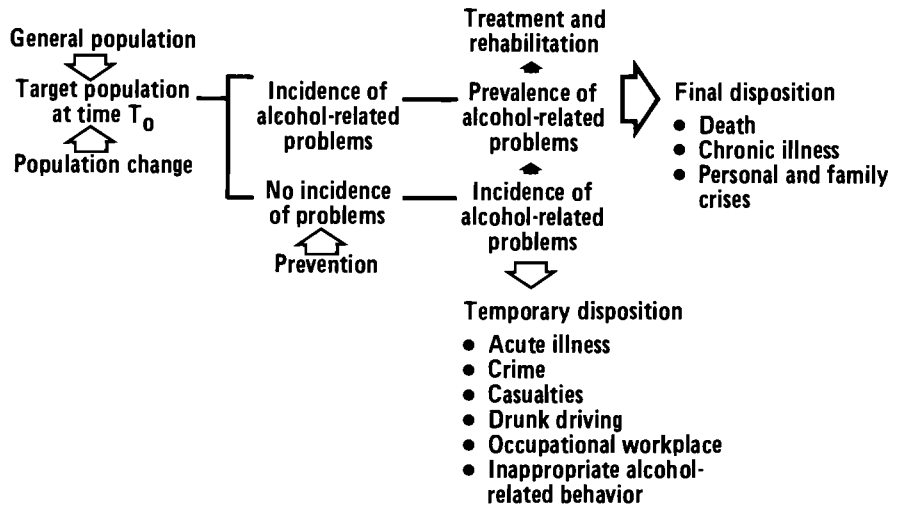 General population
Target population
at time T0
Population change
Incidence of
alcohol-related
problems
No incidence
of problems
Prevention
Treatment and
rehabilitation
Prevalence of
alcohol-related
problems
Incidence of
alcohol-related
problems
Final disposition
● Death
● Chronic illness
● Personal and family
crises
Temporary disposition
● Acute illness
● Crime
● Casualties
● Drunk driving
● Occupational workplace
● Inappropriate alcohol-
related behavior